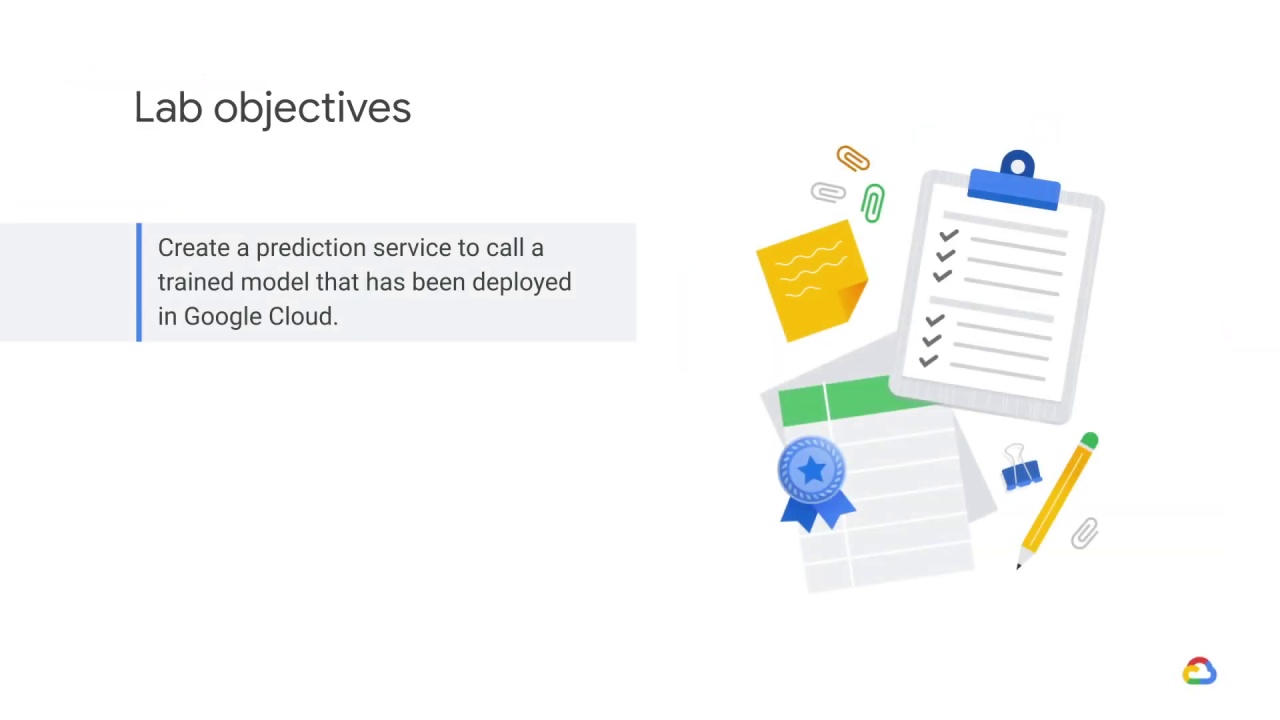 Lab objectives
Create a prediction service to call a
trained model that has been deployed
in Google Cloud.